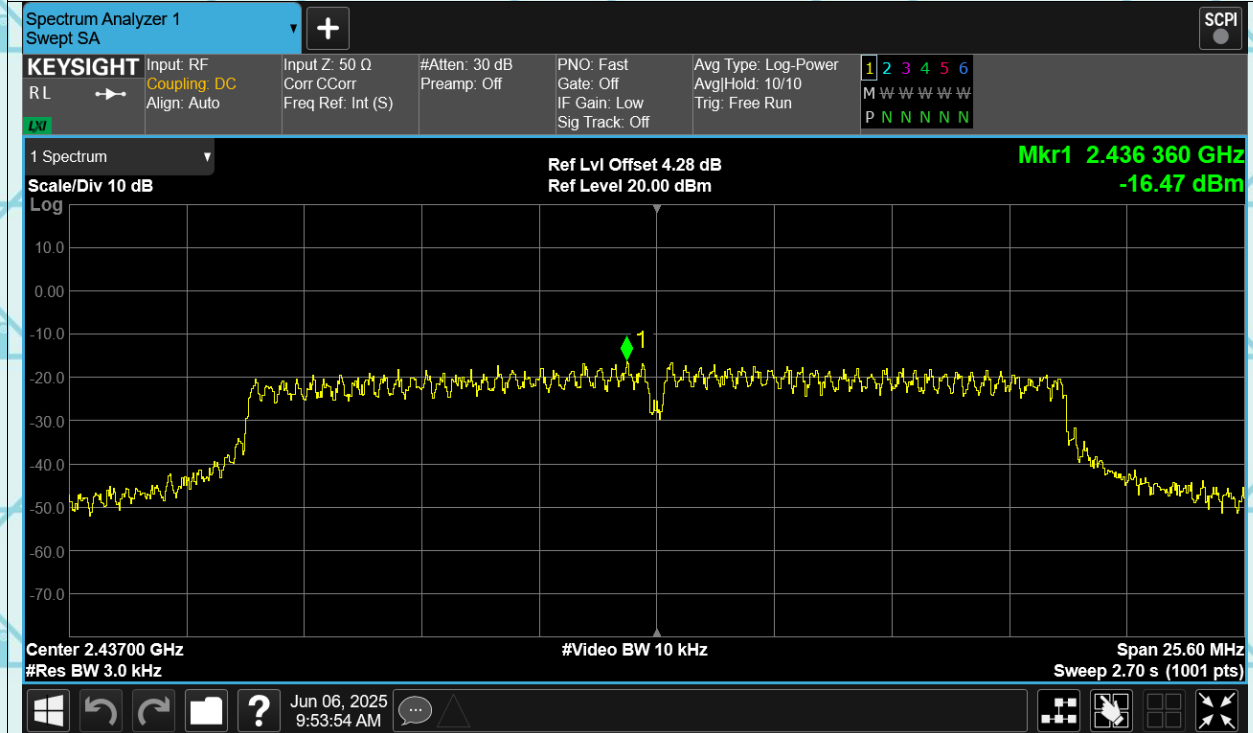 Spectrum Analyzer 1
Swept SA
SCPI
KEYSIGHT
R L
LXI
Input: RF
Coupling: DC
Align: Auto
Input Z: 50 Ω
Corr CCorr
Freq Ref: Int (S)
#Atten: 30 dB
Preamp: Off
PNO: Fast
Gate: Off
IF Gain: Low
Sig Track: Off
Avg Type: Log-Power
Avg|Hold: 10/10
Trig: Free Run
1 2 3 4 5 6
M W W W W W
P N N N N N
1 Spectrum
Scale/Div 10 dB
Log
Ref Lvl Offset 4.28 dB
Ref Level 20.00 dBm
Mkr1 2.436 360 GHz
-16.47 dBm
10.0
0.00
-10.0
-20.0
-30.0
-40.0
-50.0
-60.0
-70.0
1
Center 2.43700 GHz
#Res BW 3.0 kHz
#Video BW 10 kHz
Span 25.60 MHz
Sweep 2.70 s (1001 pts)
?
Jun 06, 2025
9:53:54 AM